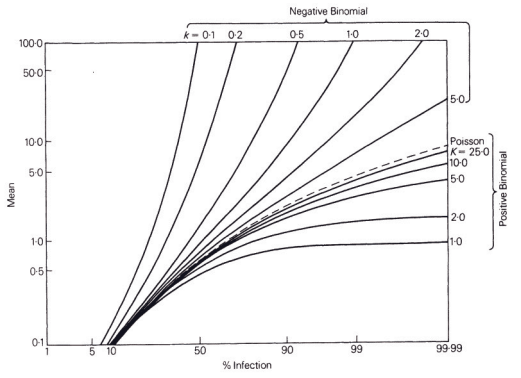 Negative Binomial
k = 0·1 0·2 0·5 1·0 2·0
100·0
50·0
5·0
10·0
Poisson
K = 25·0
10·0
5·0
5·0
2·0
1·0
1·0
0·5
0·1
Mean
Positive Binomial
1 5 10 50 90 99 99·99
% Infection